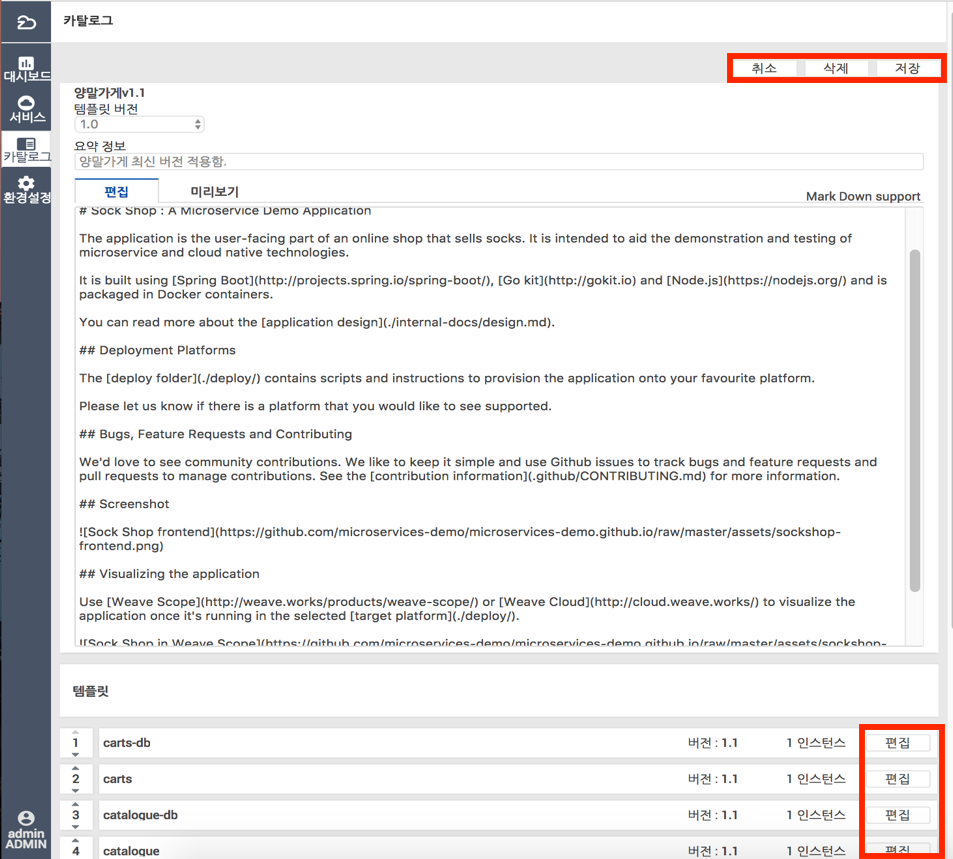 카탈로그
대시보드
서비스
카탈로그
환경설정
admin
ADMIN
취소 삭제 저장
양말가게v1.1
템플릿 버전
1.0
요약 정보
양말가게 최신 버전 적용함.
편집 미리보기 Mark Down support
# Sock Shop : A Microservice Demo Application
The application is the user-facing part of an online shop that sells socks. It is intended to aid the demonstration and testing of
microservice and cloud native technologies.
It is built using [Spring Boot](http://projects.spring.io/spring-boot/), [Go kit](http://gokit.io) and [Node.js](https://nodejs.org/) and is
packaged in Docker containers.
You can read more about the [application design](./internal-docs/design.md).
## Deployment Platforms
The [deploy folder](./deploy/) contains scripts and instructions to provision the application onto your favourite platform.
Please let us know if there is a platform that you would like to see supported.
## Bugs, Feature Requests and Contributing
We'd love to see community contributions. We like to keep it simple and use Github issues to track bugs and feature requests and
pull requests to manage contributions. See the [contribution information](.github/CONTRIBUTING.md) for more information.
## Screenshot
![Sock Shop frontend](https://github.com/microservices-demo/microservices-demo.github.io/raw/master/assets/sockshop-
frontend.png)
## Visualizing the application
Use [Weave Scope](http://weave.works/products/weave-scope/) or [Weave Cloud](http://cloud.weave.works/) to visualize the
application once it's running in the selected [target platform](./deploy/).
![Sock Shop in Weave Scope](https://github.com/microservices-demo/microservices-demo.github.io/raw/master/assets/sockshop-
템플릿
1 carts-db 버전 : 1.1 1 인스턴스 편집
2 carts 버전 : 1.1 1 인스턴스 편집
3 catalogue-db 버전 : 1.1 1 인스턴스 편집
4 catalogue 버전 : 1.1 1 인스턴스 편집